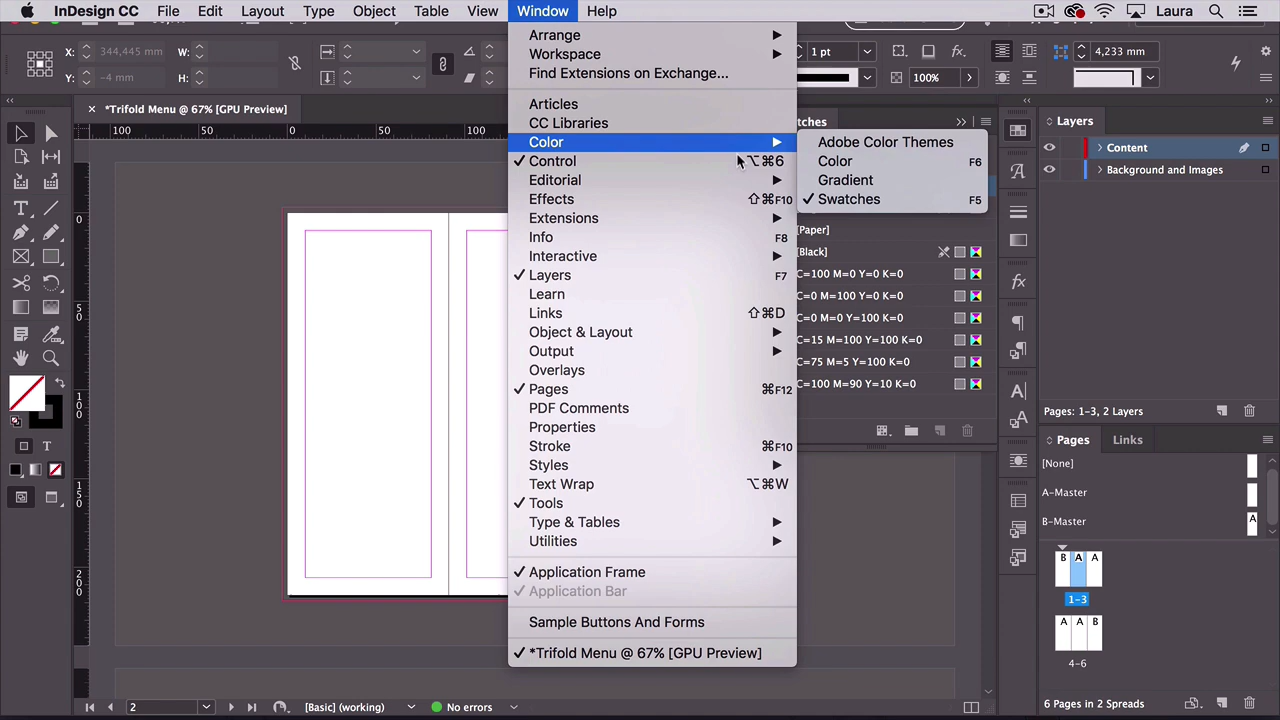 InDesign CC File Edit Layout Type Object Table View Window Help Laura
X: 344,445 mm W: 1 pt 4,233 mm
Y: -4 mm H: 100%
× *Trifold Menu @ 67% [GPU Preview]
100 50 0 50 100
0
50
100
150
200
Arrange
Workspace
Find Extensions on Exchange...
Articles
CC Libraries
Color
Control ⌥⌘6
Editorial
Effects ⇧⌘F10
Extensions
Info F8
Interactive
Layers F7
Learn
Links ⇧⌘D
Object & Layout
Output
Overlays
Pages ⌘F12
PDF Comments
Properties
Stroke ⌘F10
Styles
Text Wrap ⌥⌘W
Tools
Type & Tables
Utilities
Application Frame
Application Bar
Sample Buttons And Forms
*Trifold Menu @ 67% [GPU Preview]
tches
Adobe Color Themes
Color F6
Gradient
Swatches F5
[Paper]
[Black]
C=100 M=0 Y=0 K=0
C=0 M=100 Y=0 K=0
C=0 M=0 Y=100 K=0
C=15 M=100 Y=100 K=0
C=75 M=5 Y=100 K=0
C=100 M=90 Y=10 K=0
Layers
Content
Background and Images
Pages: 1-3, 2 Layers
Pages Links
[None]
A-Master
B-Master A
B A A
1-3
A A B
4-6
6 Pages in 2 Spreads
2 [Basic] (working) No errors